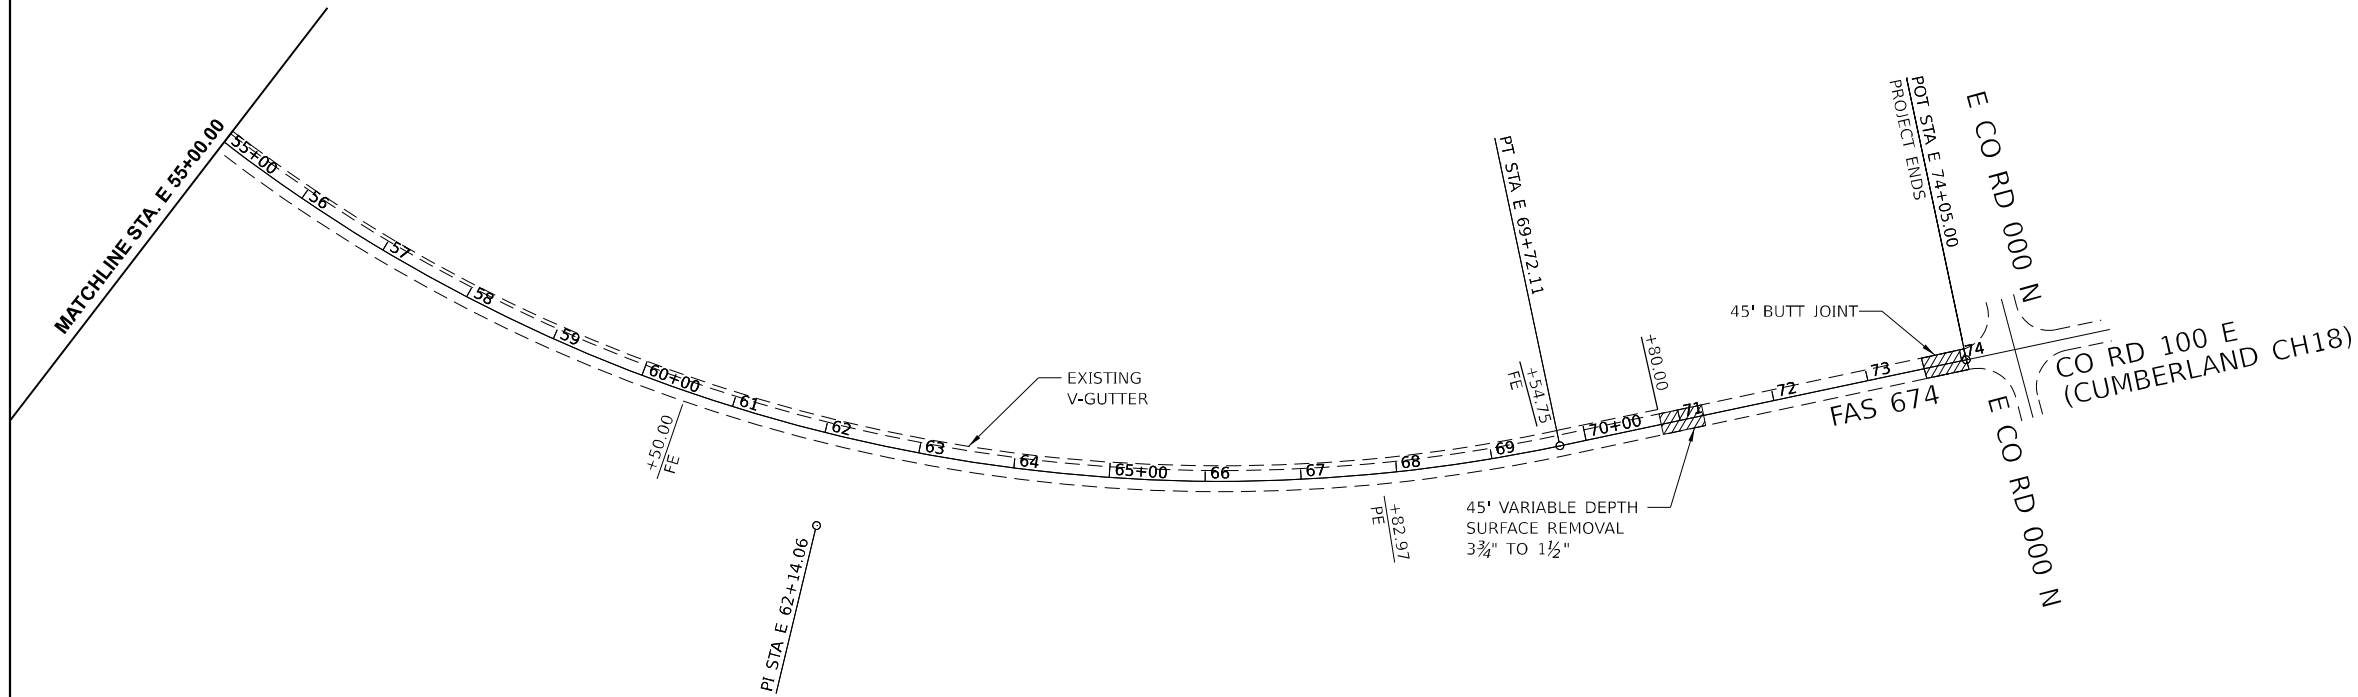 MATCHLINE STA. E 55+00.00
55+00
56
57
58
59
60+00
61
62
63
64
65+00
66
67
68
69
70+00
71
72
73
74
+50.00
FE
PI STA E 62+14.06
EXISTING
V-GUTTER
+82.97
PE
PT STA E 69+72.11
+54.75
FE
+80.00
45' VARIABLE DEPTH
SURFACE REMOVAL
3¾" TO 1½"
45' BUTT JOINT
POT STA E 74+05.00
PROJECT ENDS
E CO RD 000 N
CO RD 100 E
(CUMBERLAND CH18)
FAS 674
E CO RD 000 N